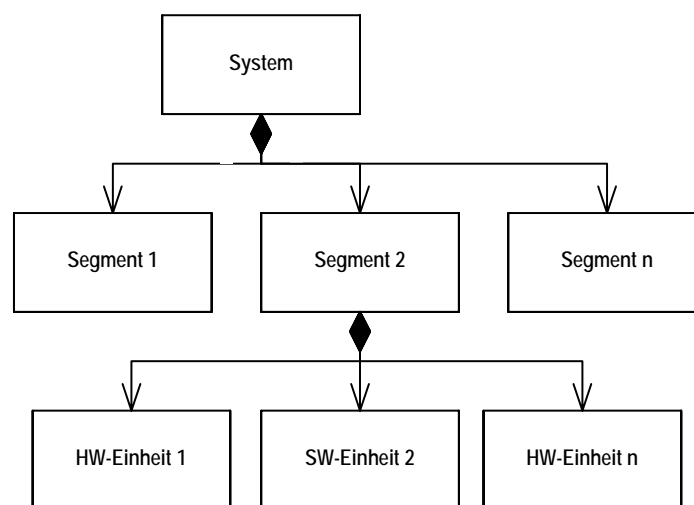 System
Segment 1
Segment 2
Segment n
HW-Einheit 1
SW-Einheit 2
HW-Einheit n